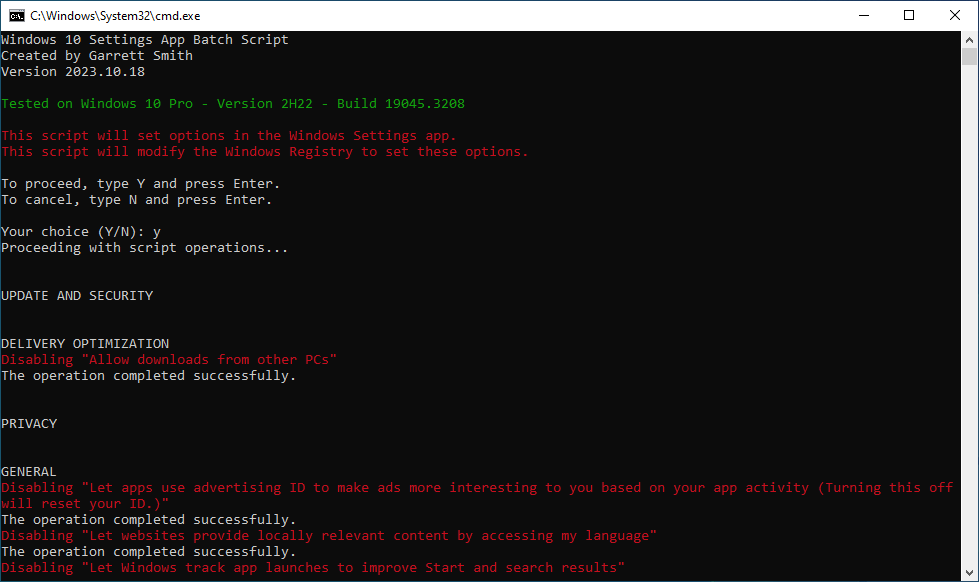 C:\Windows\System32\cmd.exe
Windows 10 Settings App Batch Script
Created by Garrett Smith
Version 2023.10.18
Tested on Windows 10 Pro - Version 2H22 - Build 19045.3208
This script will set options in the Windows Settings app.
This script will modify the Windows Registry to set these options.
To proceed, type Y and press Enter.
To cancel, type N and press Enter.
Your choice (Y/N): y
Proceeding with script operations...
UPDATE AND SECURITY
DELIVERY OPTIMIZATION
Disabling "Allow downloads from other PCs"
The operation completed successfully.
PRIVACY
GENERAL
Disabling "Let apps use advertising ID to make ads more interesting to you based on your app activity (Turning this off
will reset your ID.)"
The operation completed successfully.
Disabling "Let websites provide locally relevant content by accessing my language"
The operation completed successfully.
Disabling "Let Windows track app launches to improve Start and search results"